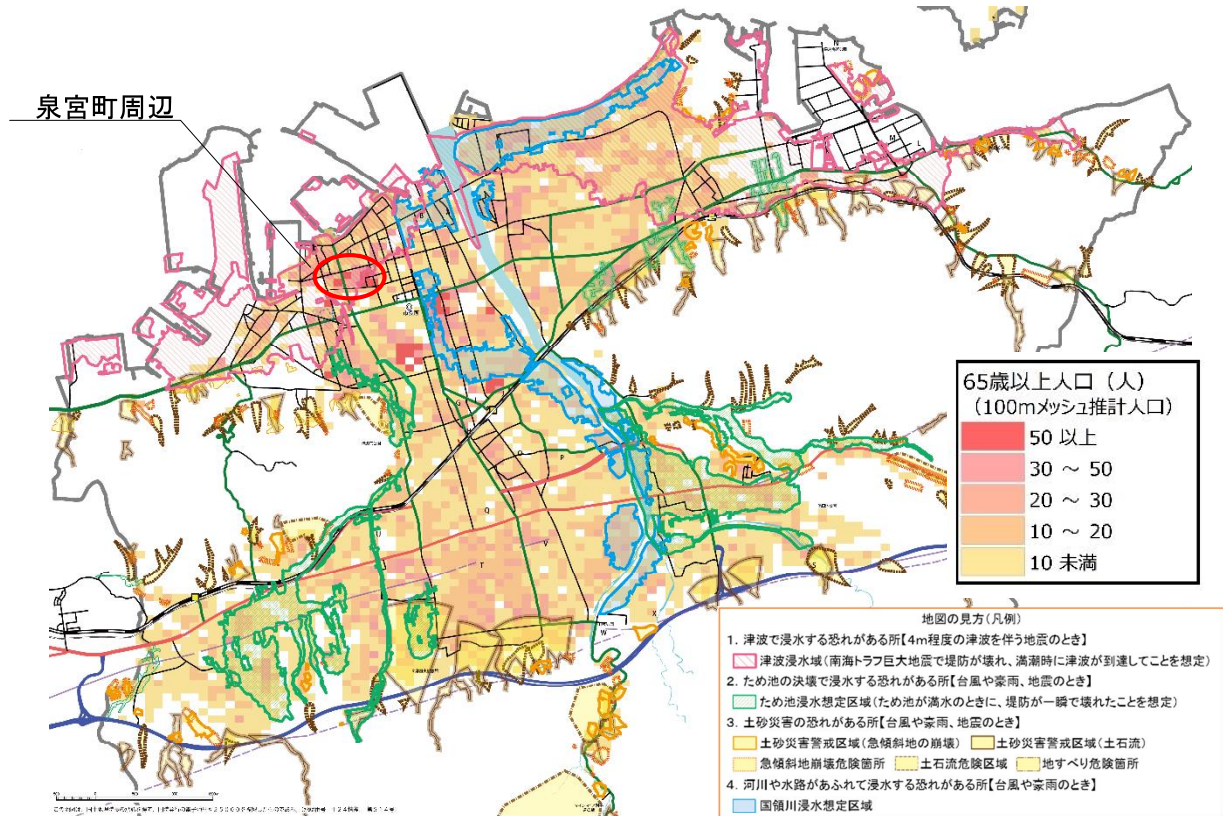 泉宮町周辺
65歳以上人口（人）
（100mメッシュ推計人口）
50 以上
30 ～ 50
20 ～ 30
10 ～ 20
10 未満
地図の見方（凡例）
1．津波で浸水する恐れがある所【4m程度の津波を伴う地震のとき】
津波浸水域（南海トラフ巨大地震で堤防が壊れ、満潮時に津波が到達してことを想定）
2．ため池の決壊で浸水する恐れがある所【台風や豪雨、地震のとき】
ため池浸水想定区域（ため池が満水のときに、堤防が一瞬で壊れたことを想定）
3．土砂災害の恐れがある所【台風や豪雨、地震のとき】
土砂災害警戒区域（急傾斜地の崩壊） 土砂災害警戒区域（土石流）
急傾斜地崩壊危険箇所 土石流危険区域 地すべり危険箇所
4．河川や水路があふれて浸水する恐れがある所【台風や豪雨のとき】
国領川浸水想定区域
N
M
L
B
G
P
Q
V
T
U
X
W